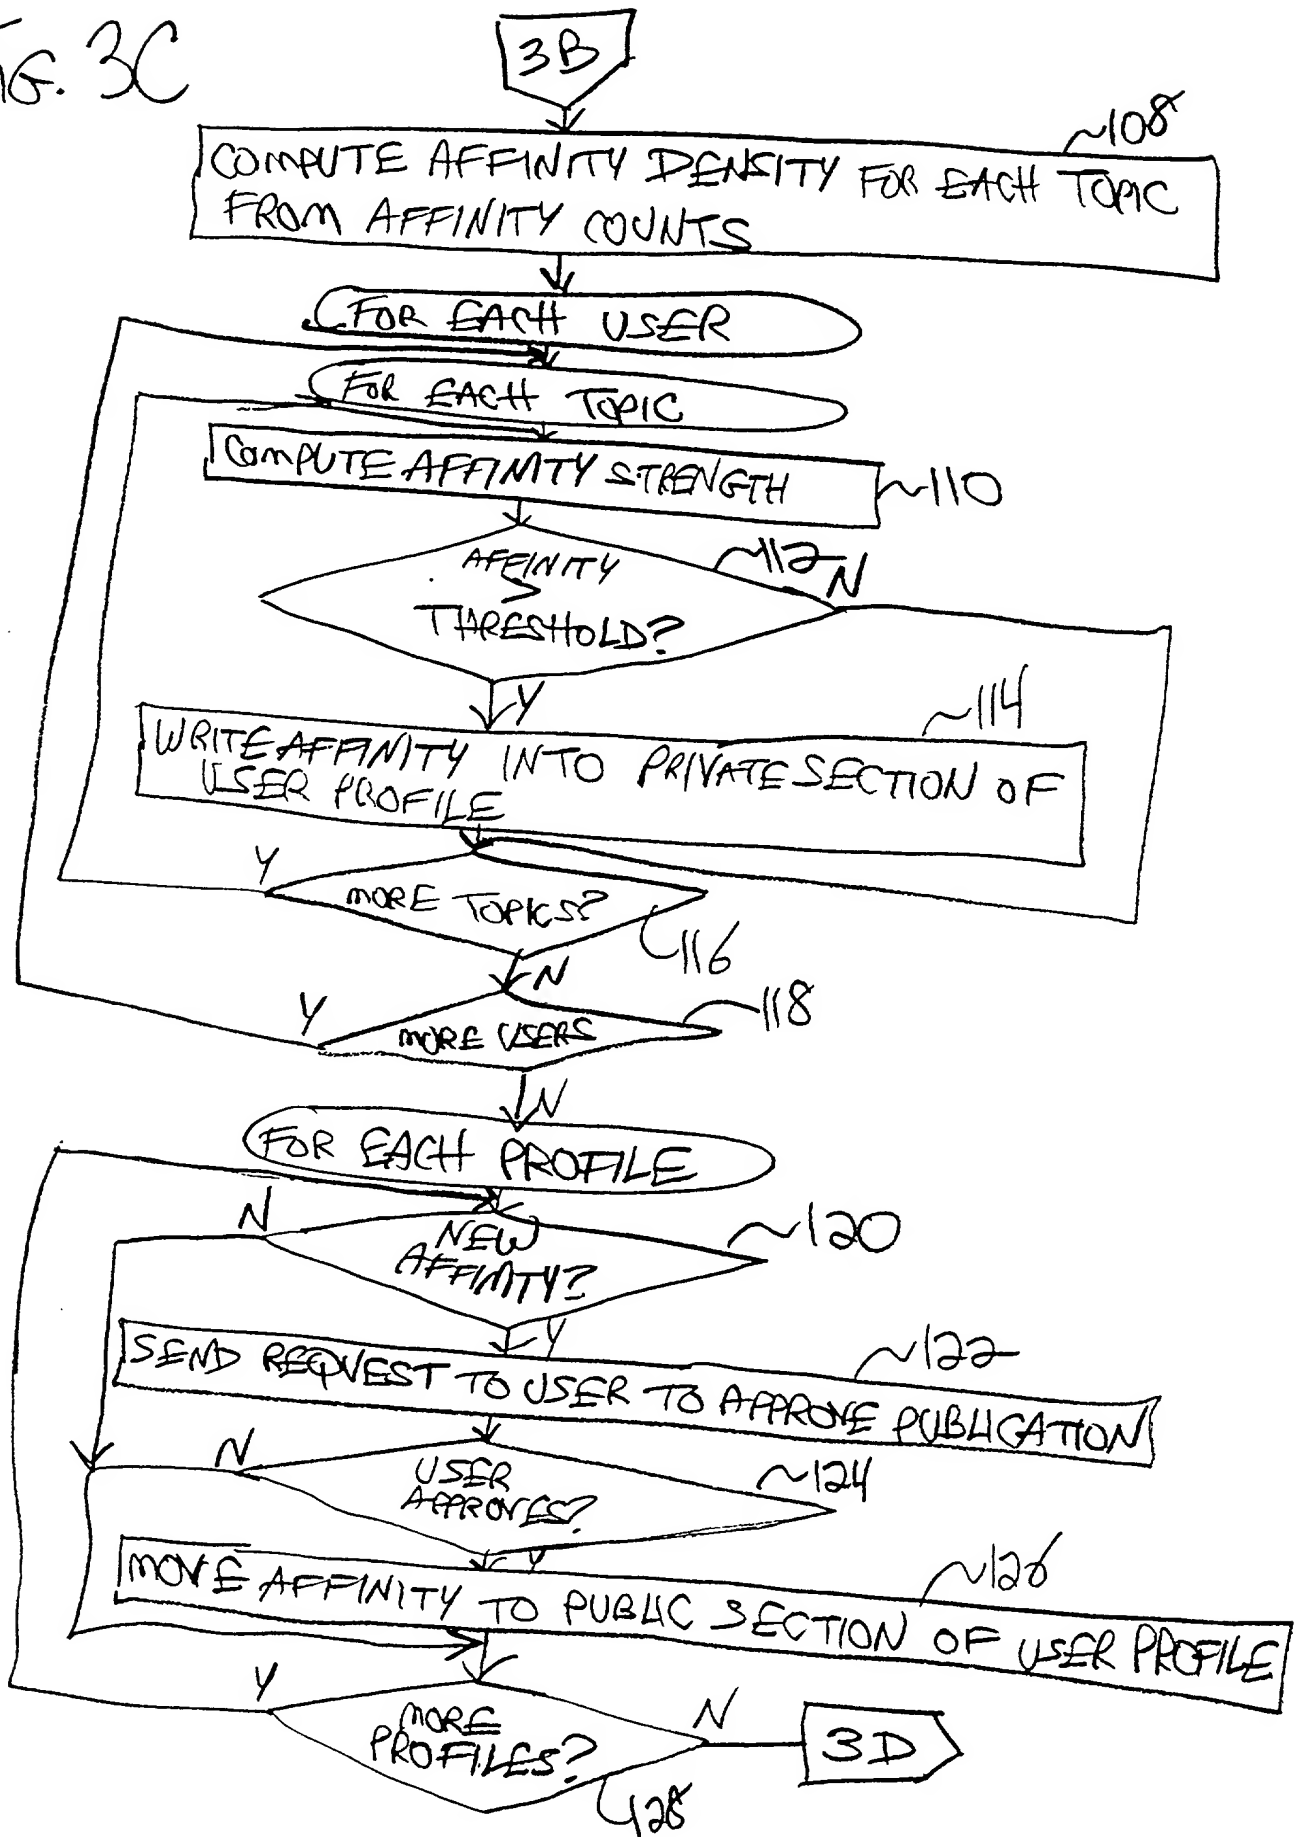 FIG. 3C
3B
~108
COMPUTE AFFINITY DENSITY FOR EACH TOPIC
FROM AFFINITY COUNTS
FOR EACH USER
FOR EACH TOPIC
COMPUTE AFFINITY STRENGTH
~110
~112
N
AFFINITY
>
THRESHOLD?
Y
~114
WRITE AFFINITY INTO PRIVATE SECTION OF
USER PROFILE
Y
MORE TOPICS?
116
N
Y
MORE USERS
118
N
FOR EACH PROFILE
N
NEW
AFFINITY?
~120
Y
~122
SEND REQUEST TO USER TO APPROVE PUBLICATION
N
USER
APPROVES?
~124
Y
~126
MOVE AFFINITY TO PUBLIC SECTION OF USER PROFILE
Y
MORE
PROFILES?
N
3D
128